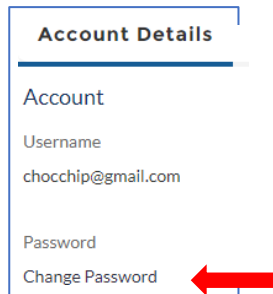 Account Details
Account
Username
chocchip@gmail.com
Password
Change Password